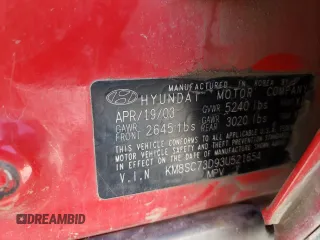 MANUFACTURED IN KOREA BY
HYUNDAI MOTOR COMPANY
APR/19/03 GVWR 5240 lbs
GAWR FRONT 2645 lbs GAWR REAR 3020 lbs
THIS VEHICLE CONFORMS TO ALL APPLICABLE FEDERAL
MOTOR VEHICLE SAFETY AND THEFT PREVENTION STANDARDS
IN EFFECT ON THE DATE OF MANUFACTURE SHOWN ABOVE.
V.I.N KM8SC73D93U521654
MPV
DREAMBID